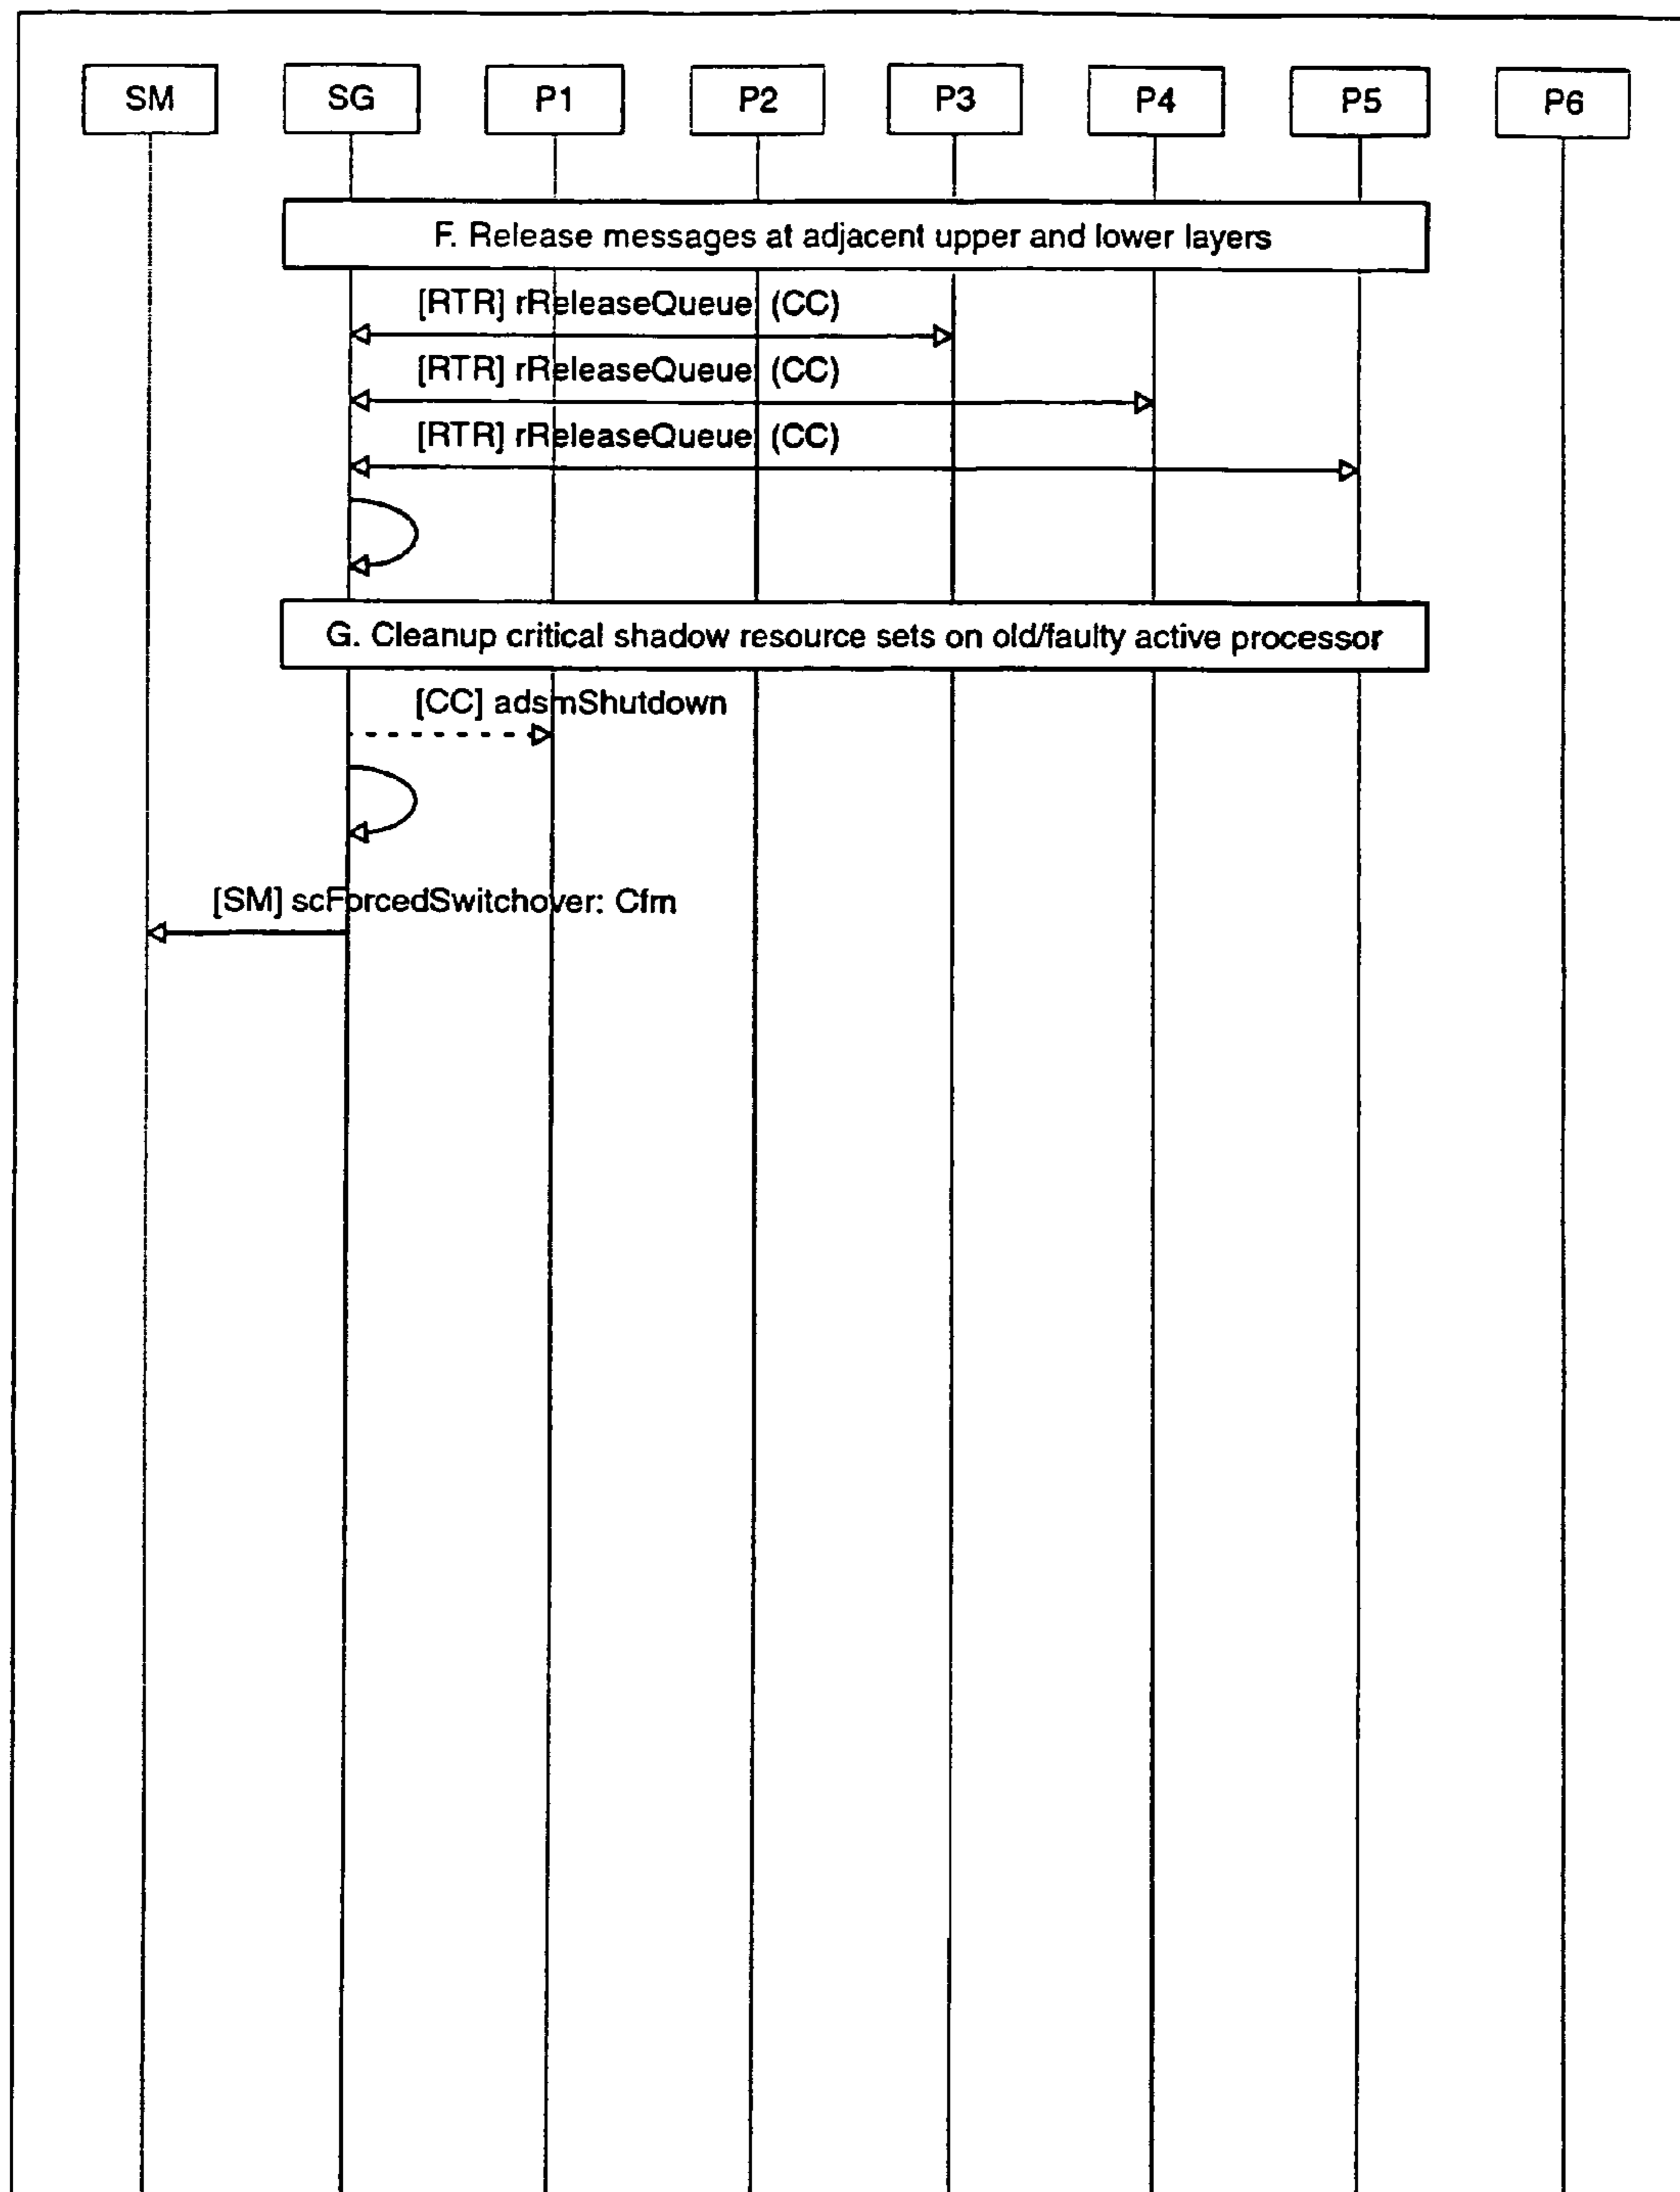 SM SG P1 P2 P3 P4 P5 P6
F. Release messages at adjacent upper and lower layers
[RTR] rReleaseQueue (CC)
[RTR] rReleaseQueue (CC)
[RTR] rReleaseQueue (CC)
G. Cleanup critical shadow resource sets on old/faulty active processor
[CC] adsmShutdown
[SM] scForcedSwitchover: Cfm